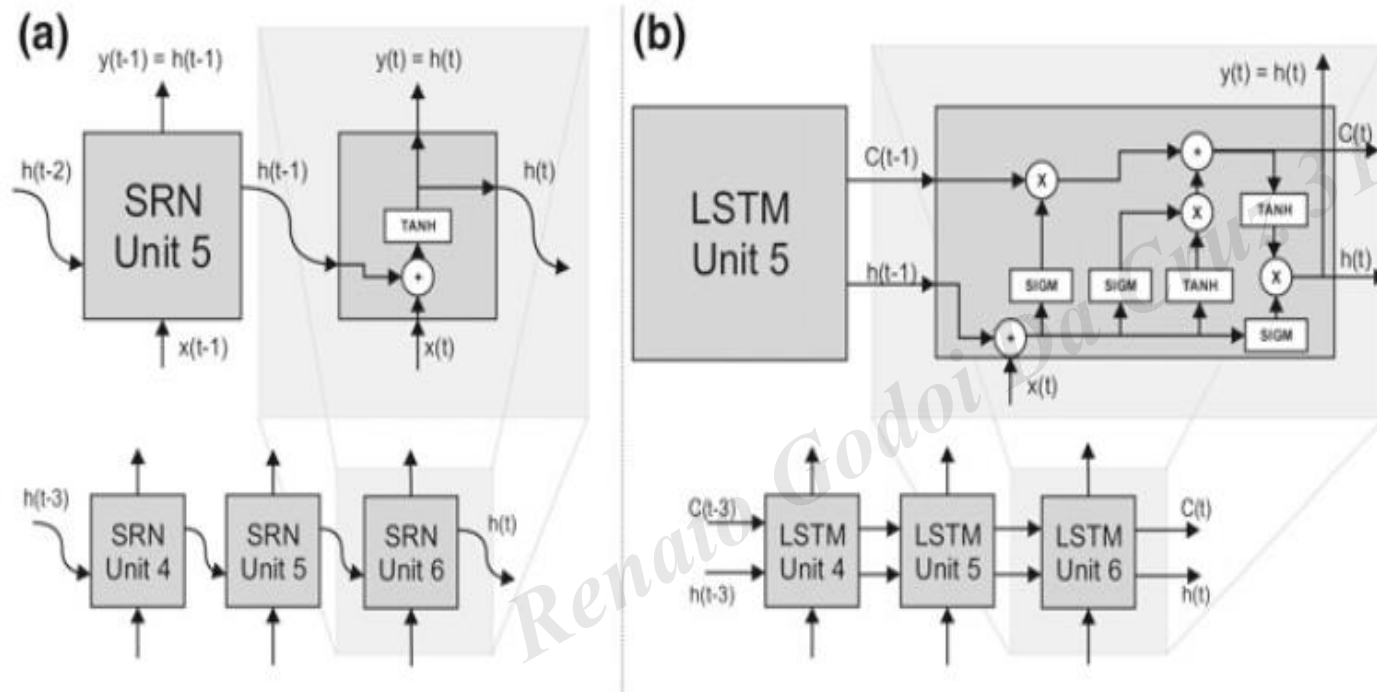 (a)
y(t-1) = h(t-1)
y(t) = h(t)
h(t-2)
SRN
Unit 5
h(t-1)
h(t)
TANH
+
x(t-1)
x(t)
h(t-3)
SRN
Unit 4
SRN
Unit 5
SRN
Unit 6
h(t)
(b)
y(t) = h(t)
LSTM
Unit 5
C(t-1)
C(t)
X
+
X
TANH
h(t-1)
SIGM
SIGM
TANH
X
h(t)
+
SIGM
x(t)
C(t-3)
h(t-3)
LSTM
Unit 4
LSTM
Unit 5
LSTM
Unit 6
C(t)
h(t)
Renato Godoi Da Cruz 31